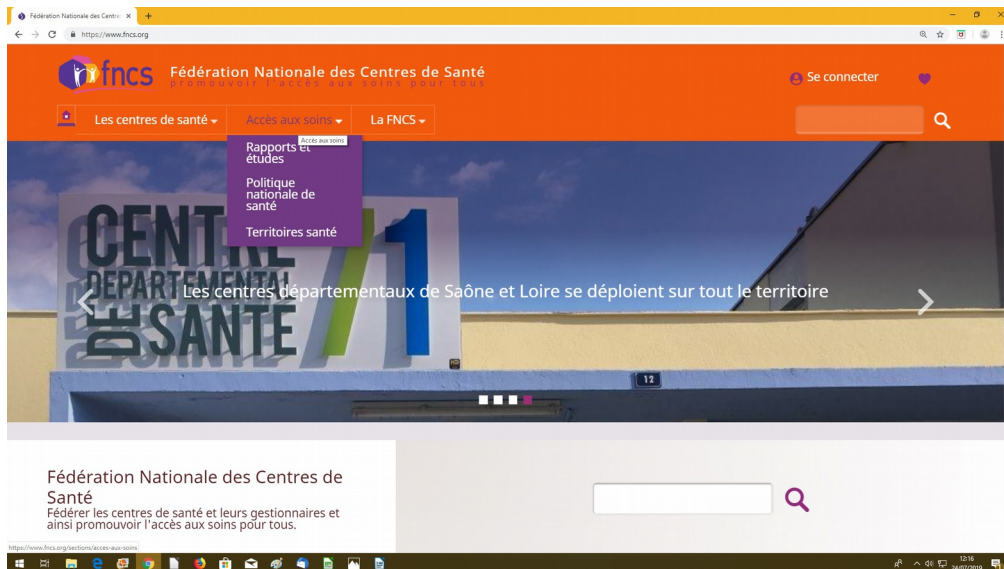 Fédération Nationale des Centre
https://www.fncs.org
fncs
Fédération Nationale des Centres de Santé
promouvoir l'accès aux soins pour tous
Se connecter
Les centres de santé
Accès aux soins
La FNCS
Accès aux soins
Rapports et
études
Politique
nationale de
santé
Territoires santé
CENTRE
DEPARTEMENTAL
DE SANTE
71
Les centres départementaux de Saône et Loire se déploient sur tout le territoire
12
Fédération Nationale des Centres de
Santé
Fédérer les centres de santé et leurs gestionnaires et
ainsi promouvoir l'accès aux soins pour tous.
https://www.fncs.org/sections/acces-aux-soins
12:16
24/07/2019